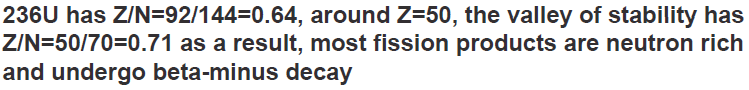 236U has Z/N=92/144=0.64, around Z=50, the valley of stability has
Z/N=50/70=0.71 as a result, most fission products are neutron rich
and undergo beta-minus decay